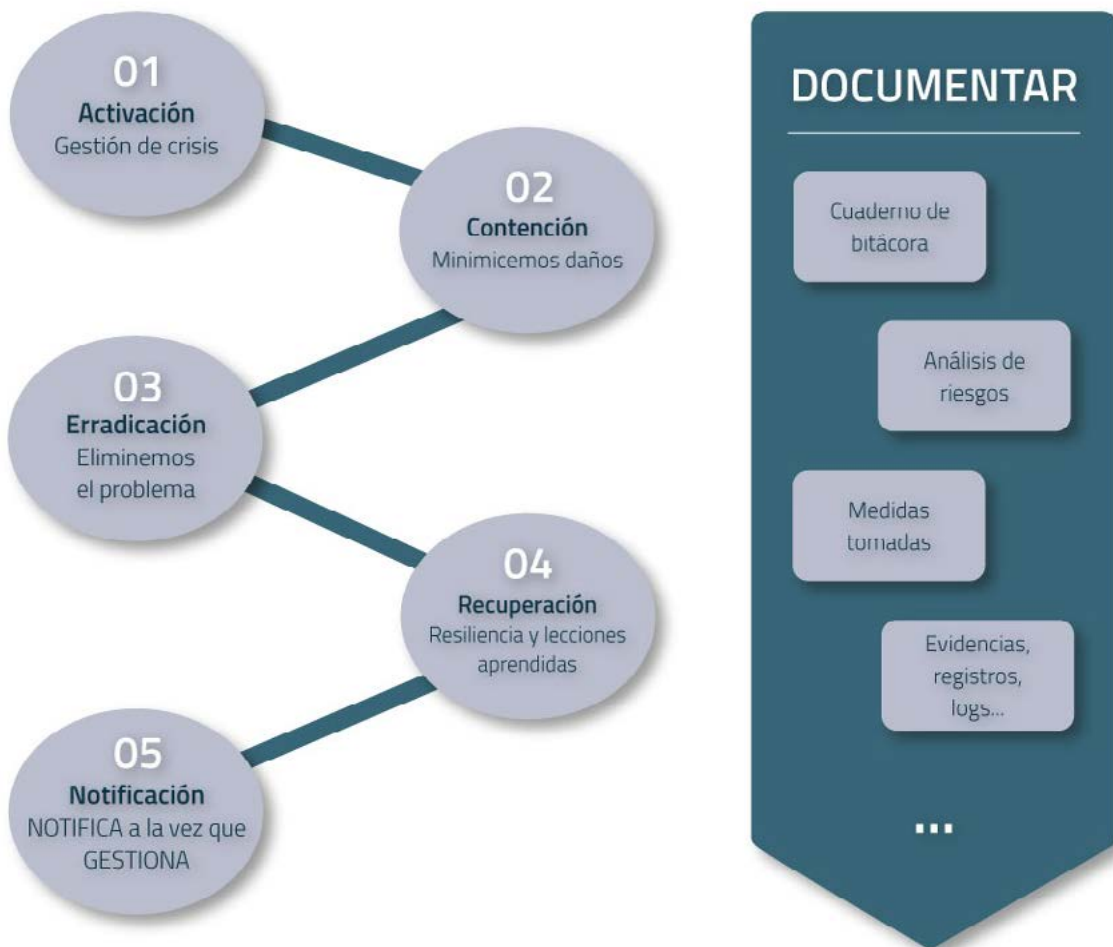 01
Activación
Gestión de crisis
02
Contención
Minimicemos daños
03
Erradicación
Eliminemos
el problema
04
Recuperación
Resiliencia y lecciones
aprendidas
05
Notificación
NOTIFICA a la vez que
GESTIONA
DOCUMENTAR
Cuaderno de
bitácora
Análisis de
riesgos
Medidas
tomadas
Evidencias,
registros,
logs...
...